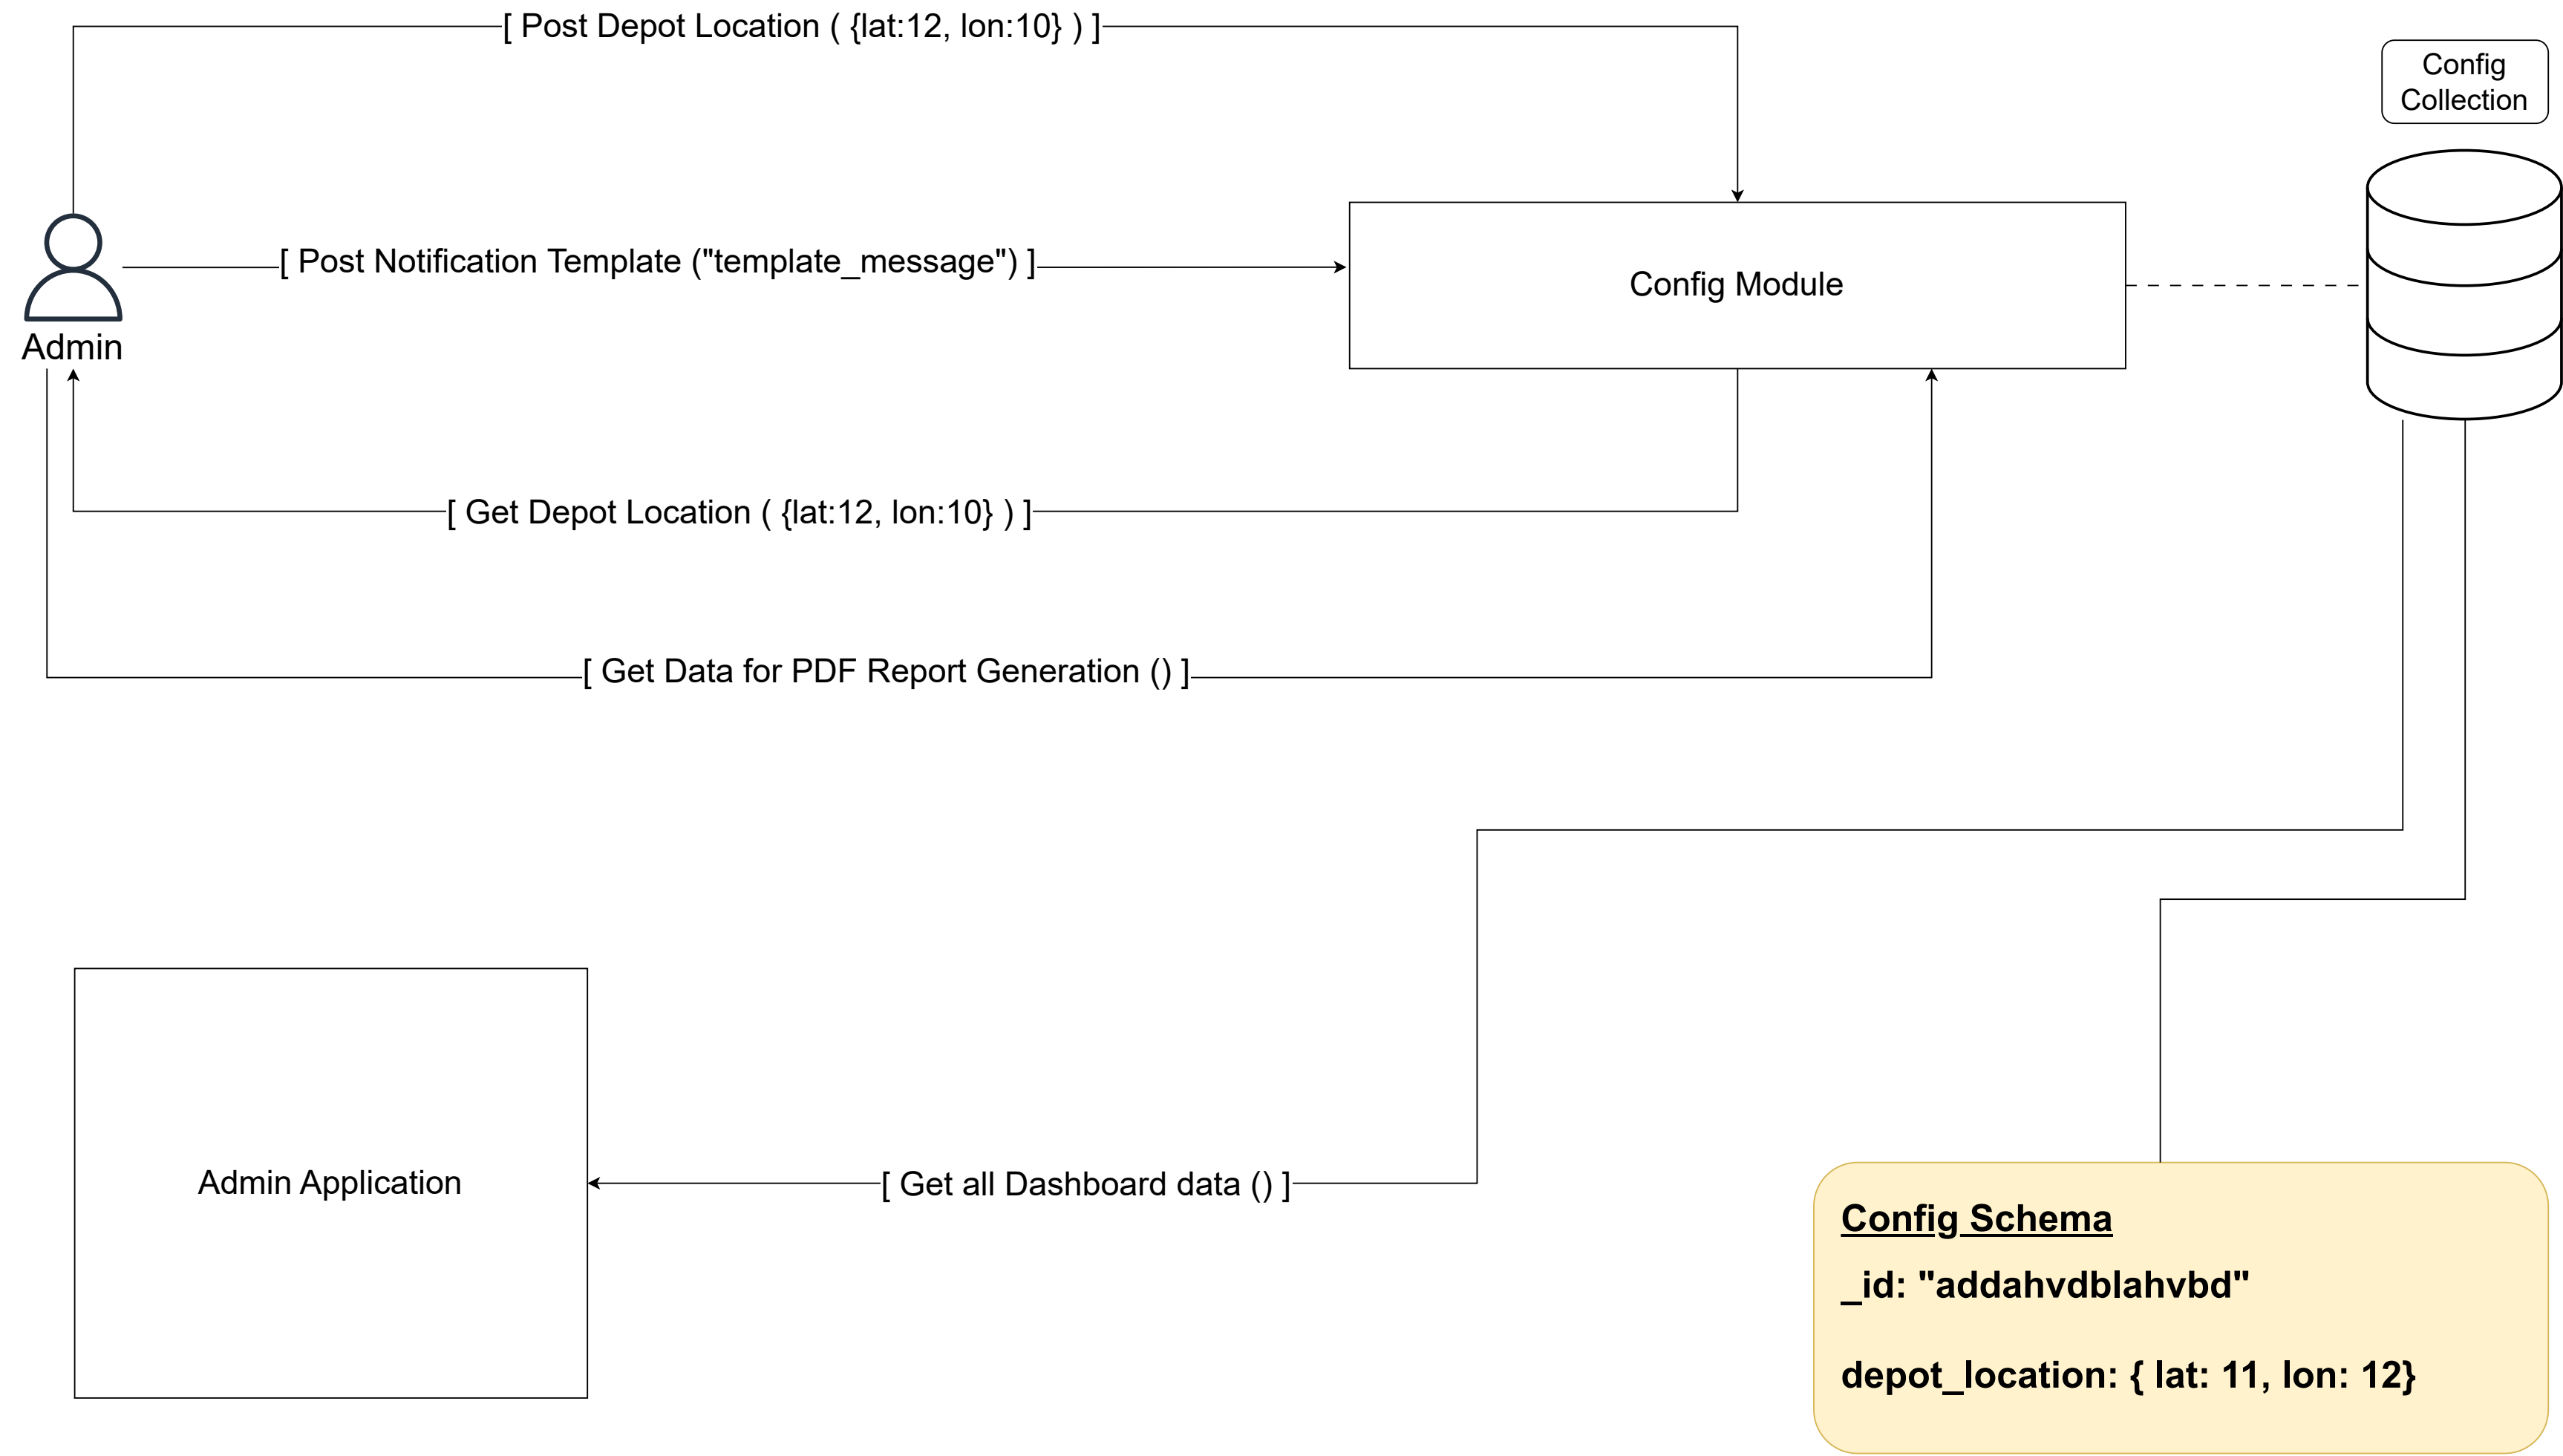 [ Post Depot Location ( {lat:12, lon:10} ) ]
Config
Collection
[ Post Notification Template ("template_message") ]
Config Module
Admin
[ Get Depot Location ( {lat:12, lon:10} ) ]
[ Get Data for PDF Report Generation () ]
Admin Application
[ Get all Dashboard data () ]
Config Schema
_id: "addahvdblahvbd"
depot_location: { lat: 11, lon: 12}